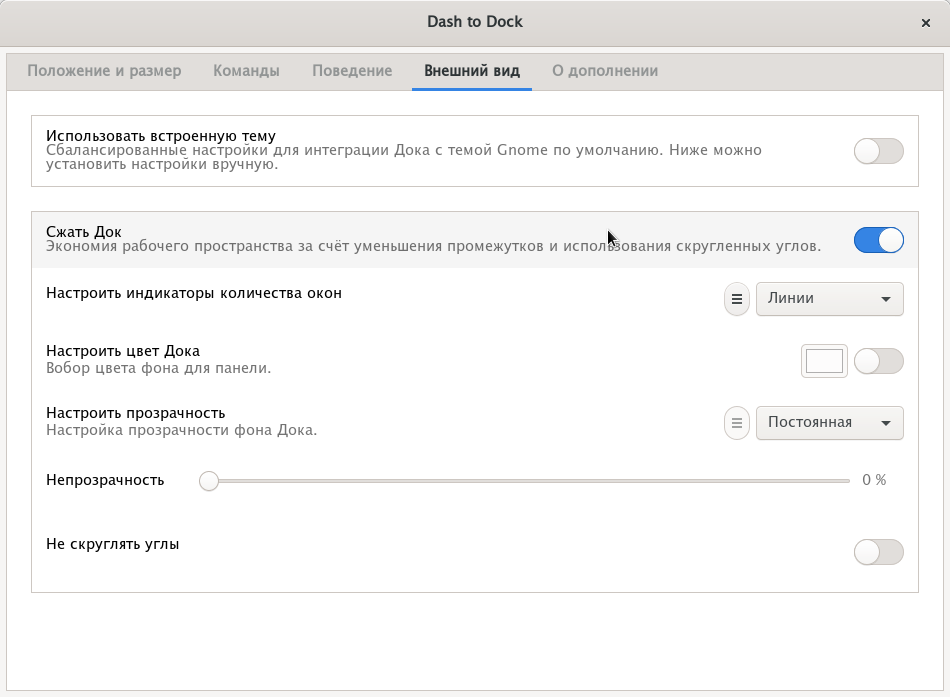 Dash to Dock
Положение и размер Команды Поведение Внешний вид О дополнении
Использовать встроенную тему
Сбалансированные настройки для интеграции Дока с темой Gnome по умолчанию. Ниже можно
установить настройки вручную.
Сжать Док
Экономия рабочего пространства за счёт уменьшения промежутков и использования скругленных углов.
Настроить индикаторы количества окон
Линии
Настроить цвет Дока
Вобор цвета фона для панели.
Настроить прозрачность
Настройка прозрачности фона Дока.
Постоянная
Непрозрачность
0 %
Не скруглять углы